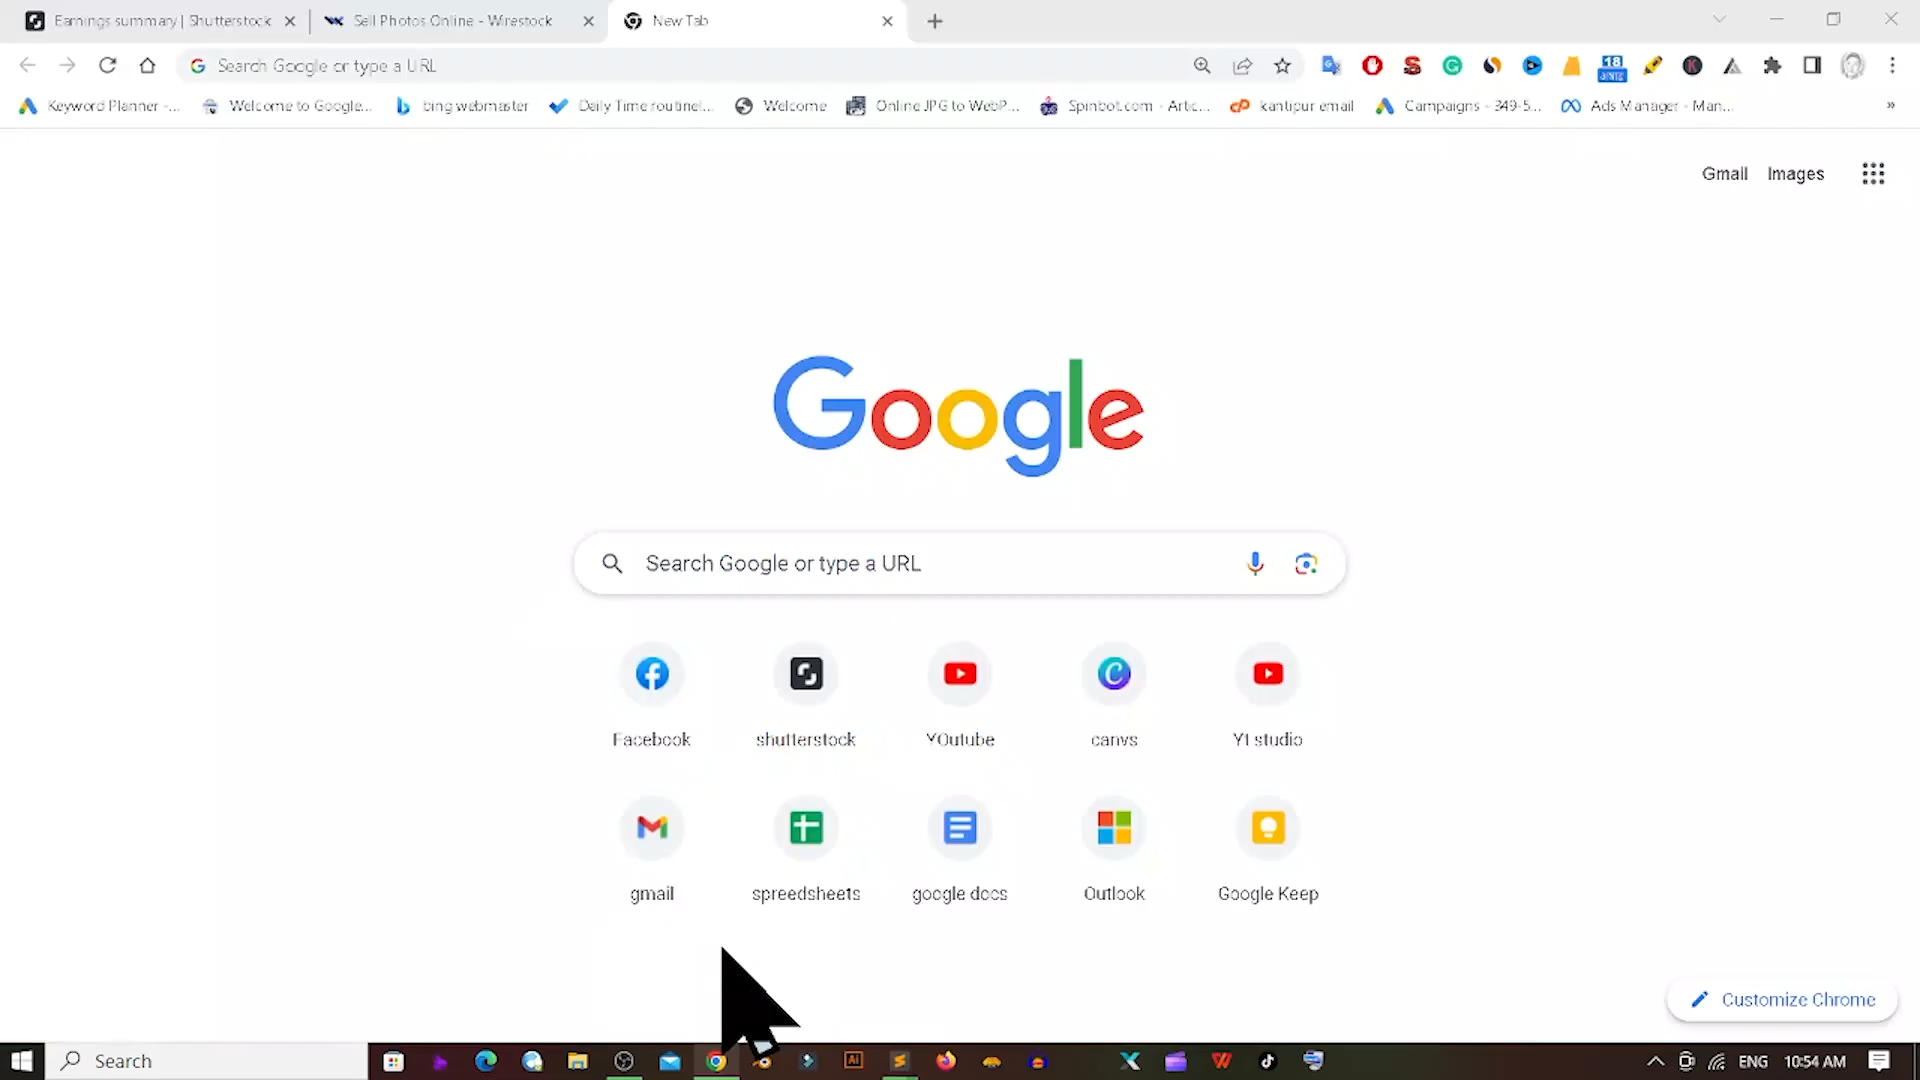 Earnings summary | Shutterstock
Sell Photos Online - Wirestock
New Tab
Search Google or type a URL
18
Keyword Planner -...
Welcome to Google...
bing webmaster
Daily Time routinel...
Welcome
Online JPG to WebP...
Spinbot.com - Artic...
kantipur email
Campaigns - 349-5...
Ads Manager - Man...
»
Gmail Images
Google
Search Google or type a URL
Facebook
shutterstock
YOutube
canvs
Yt studio
gmail
spreedsheets
google docs
Outlook
Google Keep
Customize Chrome
Search
Ai
ENG
10:54 AM